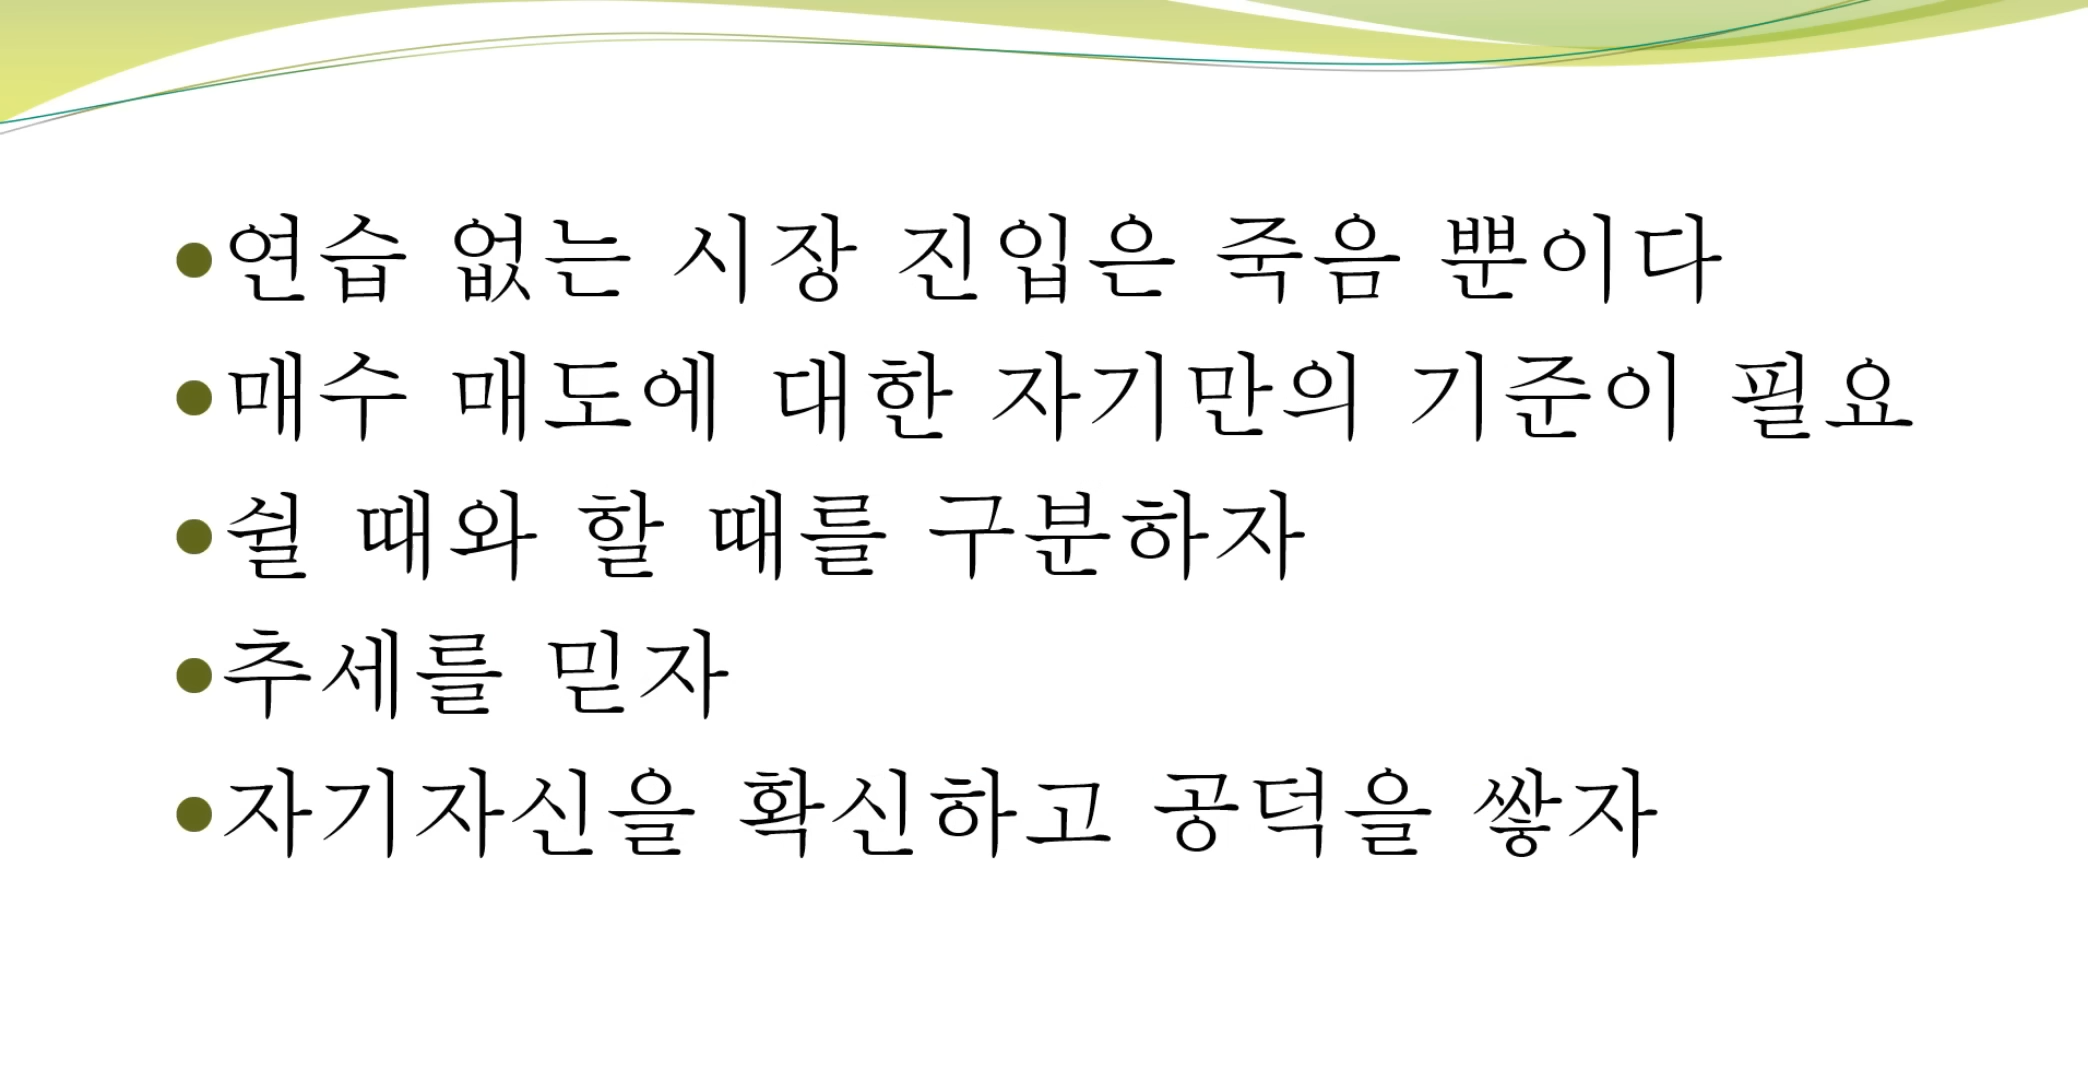 •연습 없는 시장 진입은 죽음 뿐이다
•매수 매도에 대한 자기만의 기준이 필요
•쉴 때와 할 때를 구분하자
•추세를 믿자
•자기자신을 확신하고 공덕을 쌓자